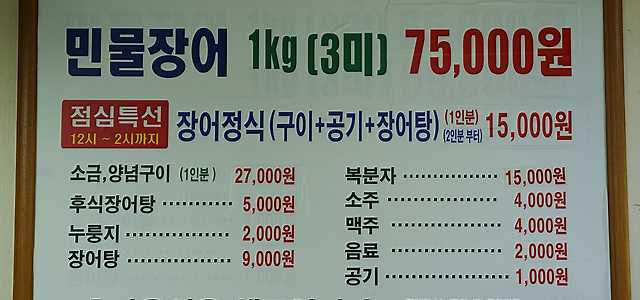 민물장어 1kg (3미) 75,000원
점심특선 12시 ~ 2시까지 장어정식 (구이+공기+장어탕) (1인분) (2인분 부터) 15,000원
소금,양념구이 (1인분) 27,000원
후식장어탕 ............ 5,000원
누룽지 ................. 2,000원
장어탕 ................. 9,000원
복분자 ................. 15,000원
소주 ................... 4,000원
맥주 ................... 4,000원
음료 ................... 2,000원
공기 ................... 1,000원